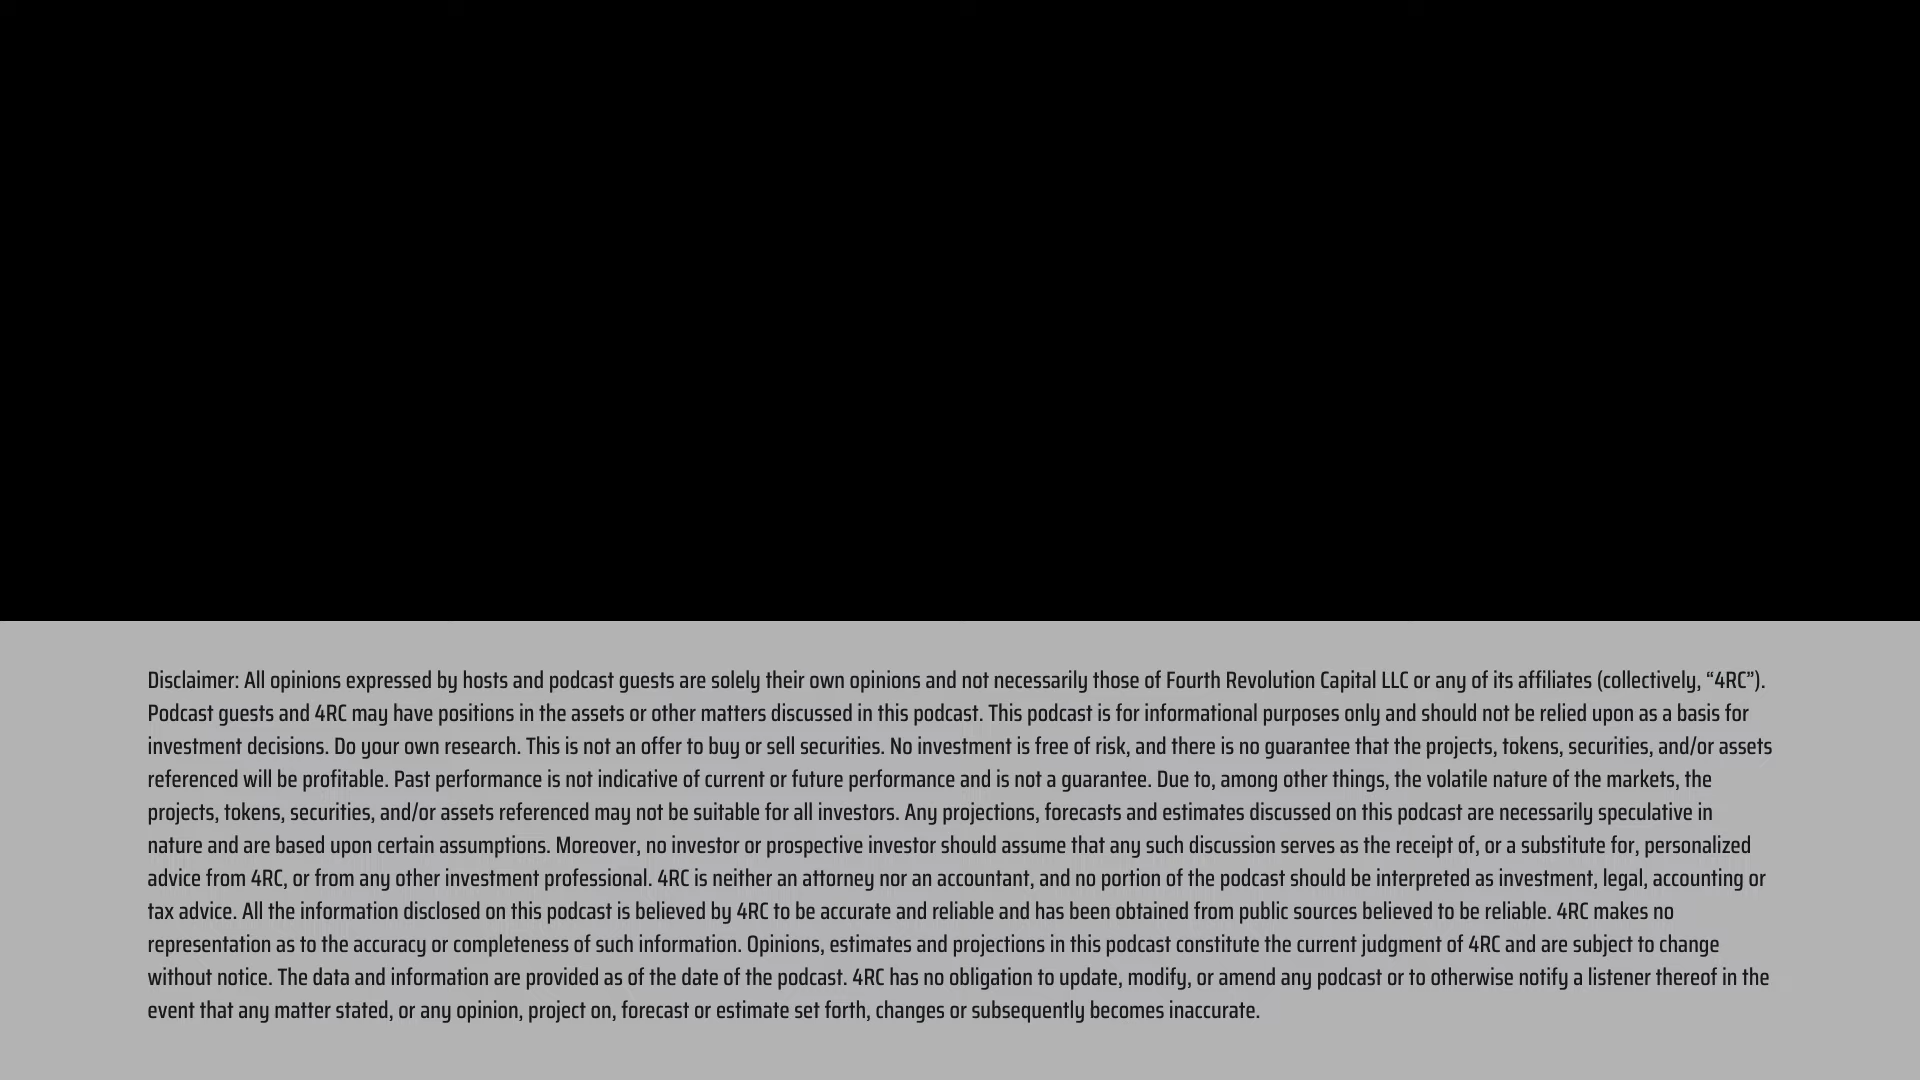 Disclaimer: All opinions expressed by hosts and podcast guests are solely their own opinions and not necessarily those of Fourth Revolution Capital LLC or any of its affiliates (collectively, “4RC”).
Podcast guests and 4RC may have positions in the assets or other matters discussed in this podcast. This podcast is for informational purposes only and should not be relied upon as a basis for
investment decisions. Do your own research. This is not an offer to buy or sell securities. No investment is free of risk, and there is no guarantee that the projects, tokens, securities, and/or assets
referenced will be profitable. Past performance is not indicative of current or future performance and is not a guarantee. Due to, among other things, the volatile nature of the markets, the
projects, tokens, securities, and/or assets referenced may not be suitable for all investors. Any projections, forecasts and estimates discussed on this podcast are necessarily speculative in
nature and are based upon certain assumptions. Moreover, no investor or prospective investor should assume that any such discussion serves as the receipt of, or a substitute for, personalized
advice from 4RC, or from any other investment professional. 4RC is neither an attorney nor an accountant, and no portion of the podcast should be interpreted as investment, legal, accounting or
tax advice. All the information disclosed on this podcast is believed by 4RC to be accurate and reliable and has been obtained from public sources believed to be reliable. 4RC makes no
representation as to the accuracy or completeness of such information. Opinions, estimates and projections in this podcast constitute the current judgment of 4RC and are subject to change
without notice. The data and information are provided as of the date of the podcast. 4RC has no obligation to update, modify, or amend any podcast or to otherwise notify a listener thereof in the
event that any matter stated, or any opinion, project on, forecast or estimate set forth, changes or subsequently becomes inaccurate.